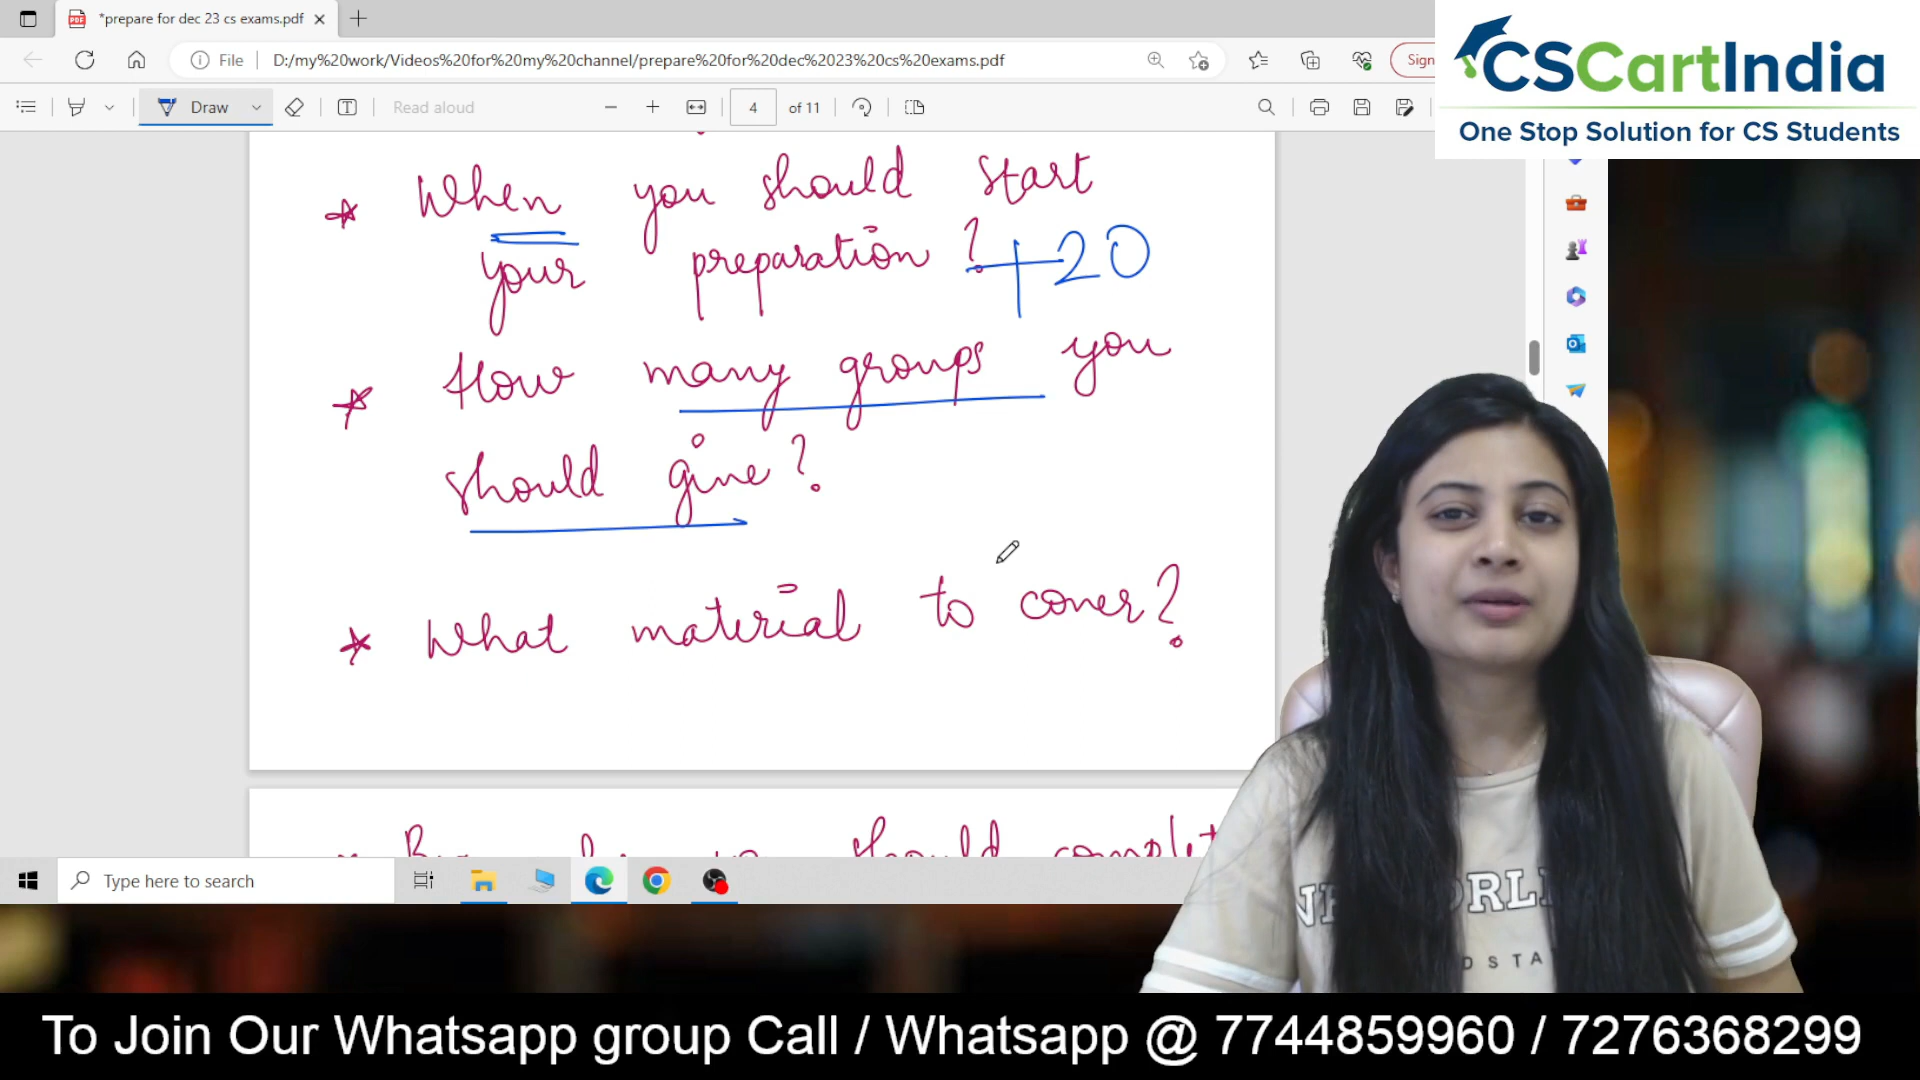 *prepare for dec 23 cs exams.pdf
File
D:/my%20work/Videos%20for%20my%20channel/prepare%20for%20dec%2023%20cs%20exams.pdf
Sign
Draw
Read aloud
4 of 11
CSCartIndia
One Stop Solution for CS Students
* When you should start
your preparation? +20
* How many groups you
should give?
* What material to cover?
should complet
Type here to search
To Join Our Whatsapp group Call / Whatsapp @ 7744859960 / 7276368299